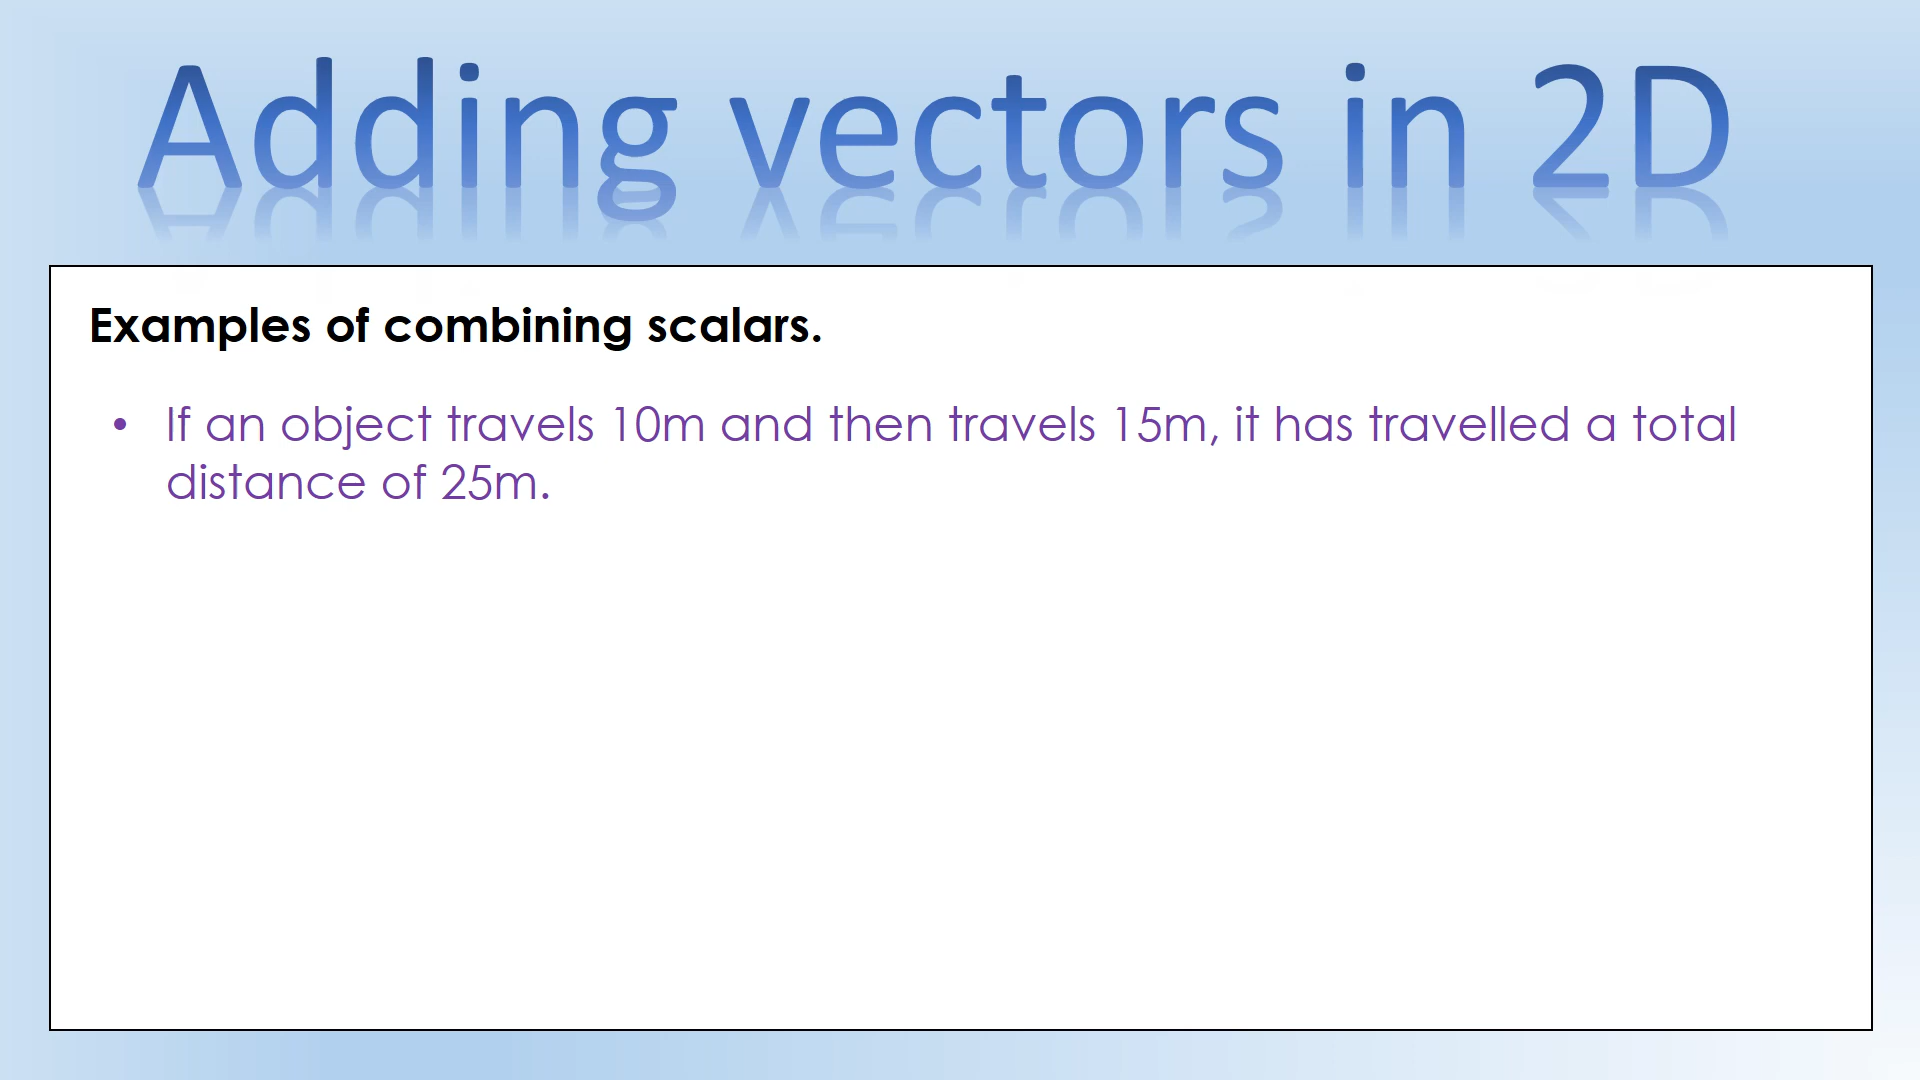 Adding vectors in 2D
Examples of combining scalars.
• If an object travels 10m and then travels 15m, it has travelled a total
distance of 25m.